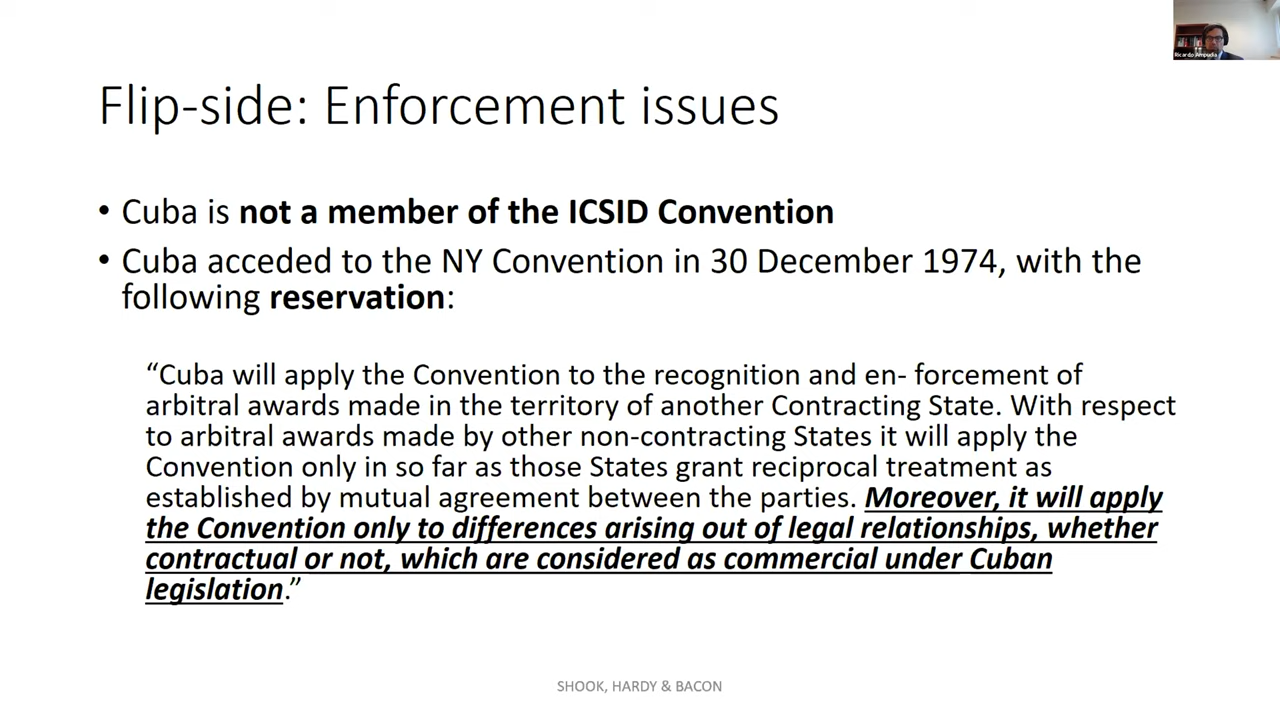 Ricardo Ampudia
Flip-side: Enforcement issues
• Cuba is not a member of the ICSID Convention
• Cuba acceded to the NY Convention in 30 December 1974, with the
following reservation:
“Cuba will apply the Convention to the recognition and en- forcement of
arbitral awards made in the territory of another Contracting State. With respect
to arbitral awards made by other non-contracting States it will apply the
Convention only in so far as those States grant reciprocal treatment as
established by mutual agreement between the parties. Moreover, it will apply
the Convention only to differences arising out of legal relationships, whether
contractual or not, which are considered as commercial under Cuban
legislation.”
SHOOK, HARDY & BACON